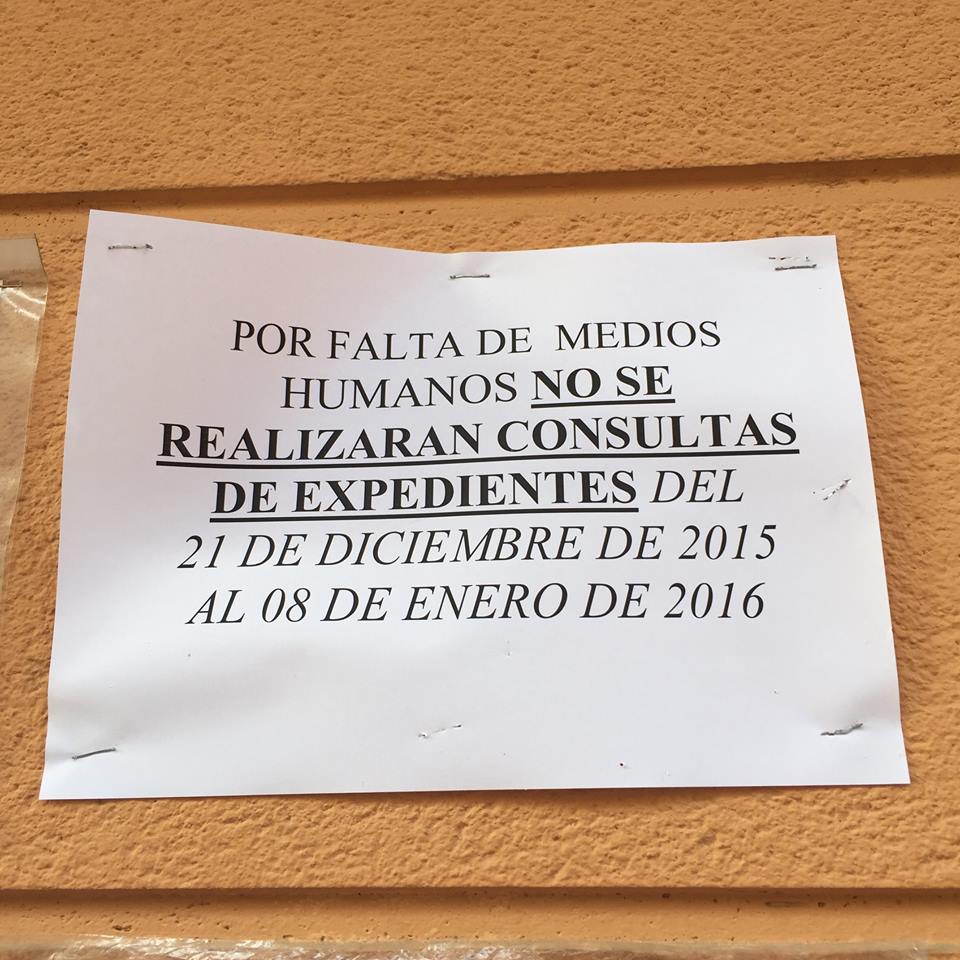 POR FALTA DE MEDIOS
HUMANOS NO SE
REALIZARAN CONSULTAS
DE EXPEDIENTES DEL
21 DE DICIEMBRE DE 2015
AL 08 DE ENERO DE 2016